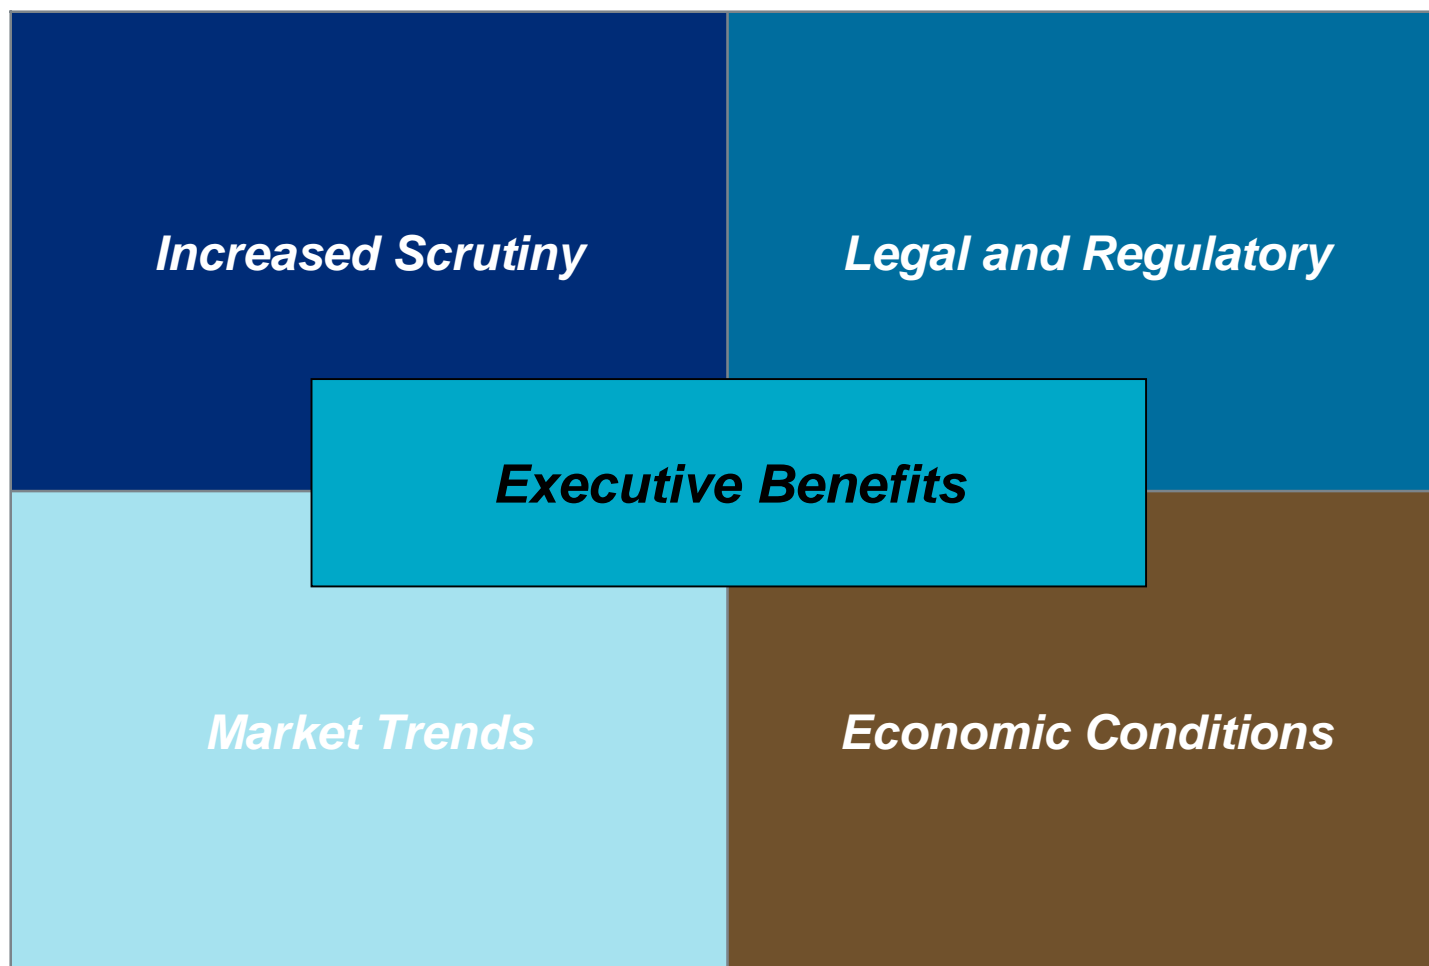 Increased Scrutiny
Legal and Regulatory
Executive Benefits
Market Trends
Economic Conditions